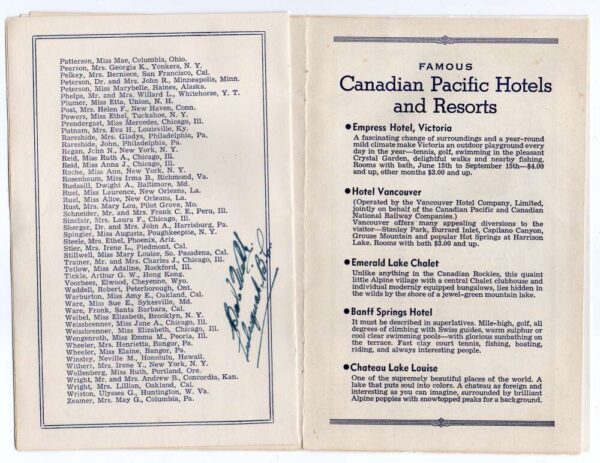 Patterson, Miss Mae, Columbia, Ohio.
Pearson, Mrs. Georgia K., Yonkers, N. Y.
Pelkey, Mrs. Berniece, San Francisco, Cal.
Peterson, Dr. and Mrs. John R., Minneapolis, Minn.
Peterson, Miss Marybelle, Haines, Alaska.
Phelps, Mr. and Mrs. Willard L., Whitehorse, Y. T.
Plumer, Miss Etta, Union, N. H.
Post, Mrs. Helen F., New Haven, Conn.
Powers, Miss Ethel, Tuckahoe, N. Y.
Prendergast, Miss Mercedes, Chicago, Ill.
Putnam, Mrs. Eva H., Louisville, Ky.
Rareshide, Mrs. Gladys, Philadelphia, Pa.
Rareshide, John, Philadelphia, Pa.
Regan, John N., New York, N. Y.
Reid, Miss Ruth A., Chicago, Ill.
Reid, Miss Anna J., Chicago, Ill.
Roche, Miss Ann, New York, N. Y.
Rosenbaum, Miss Irma B., Richmond, Va.
Rudasill, Dwight A., Baltimore, Md.
Ruel, Miss Laurence, New Orleans, La.
Ruel, Miss Alice, New Orleans, La.
Rust, Mrs. Mary Lou, Pilot Grove, Mo.
Schneider, Mr. and Mrs. Frank C. E., Peru, Ill.
Sinclair, Mrs. Laura F., Chicago, Ill.
Sherger, Dr. and Mrs. John A., Harrisburg, Pa.
Spingler, Miss Augusta, Poughkeepsie, N. Y.
Steele, Mrs. Ethel, Phoenix, Ariz.
Stier, Mrs. Irene L., Piedmont, Cal.
Stillwell, Miss Mary Louise, So. Pasadena, Cal.
Trainer, Mr. and Mrs. Charles J., Chicago, Ill.
Tetlow, Miss Adaline, Rockford, Ill.
Tickle, Arthur G. W., Hong Kong.
Voorhees, Elwood, Cheyenne, Wyo.
Waddell, Robert, Peterborough, Ont.
Warburton, Miss Amy E., Oakland, Cal.
Ware, Miss Sue E., Sykesville, Md.
Ware, Frank, Santa Barbara, Cal.
Weibel, Miss Elizabeth, Brooklyn, N. Y.
Weissbrenner, Miss Jane A., Chicago, Ill.
Weissbrenner, Miss Elizabeth, Chicago, Ill.
Wengenroth, Miss Emma M., Peoria, Ill.
Wheeler, Mrs. Henrietta, Bangor, Pa.
Wheeler, Miss Elaine, Bangor, Pa.
Winsley, Neville M., Honolulu, Hawaii.
Withers, Mrs. Irene Y., New York, N. Y.
Wollenberg, Miss Ruth, Portland, Ore.
Wright, Mr. and Mrs. Andrew B., Concordia, Kan.
Wright, Mrs. Lillian, Oakland, Cal.
Wriston, Ulysses G., Huntington, W. Va.
Zeamer, Mrs. May G., Columbia, Pa.
FAMOUS
Canadian Pacific Hotels
and Resorts
• Empress Hotel, Victoria
A fascinating change of surroundings and a year-round
mild climate make Victoria an outdoor playground every
day in the year—tennis, golf, swimming in the pleasant
Crystal Garden, delightful walks and nearby fishing.
Rooms with bath, June 15th to September 15th—$4.00
and up, other months $3.00 and up.
• Hotel Vancouver
(Operated by the Vancouver Hotel Company, Limited,
jointly on behalf of the Canadian Pacific and Canadian
National Railway Companies.)
Vancouver offers many appealing diversions to the
visitor—Stanley Park, Burrard Inlet, Capilano Canyon,
Grouse Mountain and popular Hot Springs at Harrison
Lake. Rooms with bath $3.00 and up.
• Emerald Lake Chalet
Unlike anything in the Canadian Rockies, this quaint
little Alpine village with a central Chalet clubhouse and
individual modernly equipped bungalows, lies hidden in
the wilds by the shore of a jewel-green mountain lake.
• Banff Springs Hotel
It must be described in superlatives. Mile-high, golf, all
degrees of climbing with Swiss guides, warm sulphur or
cool clear swimming pools—with glorious sunbathing on
the terrace. Fast clay court tennis, fishing, boating,
riding, and always interesting people.
• Chateau Lake Louise
One of the supremely beautiful places of the world. A
lake that puts soul into colors. A chateau as foreign and
interesting as you can imagine, surrounded by brilliant
Alpine poppies with snowtopped peaks for a background.